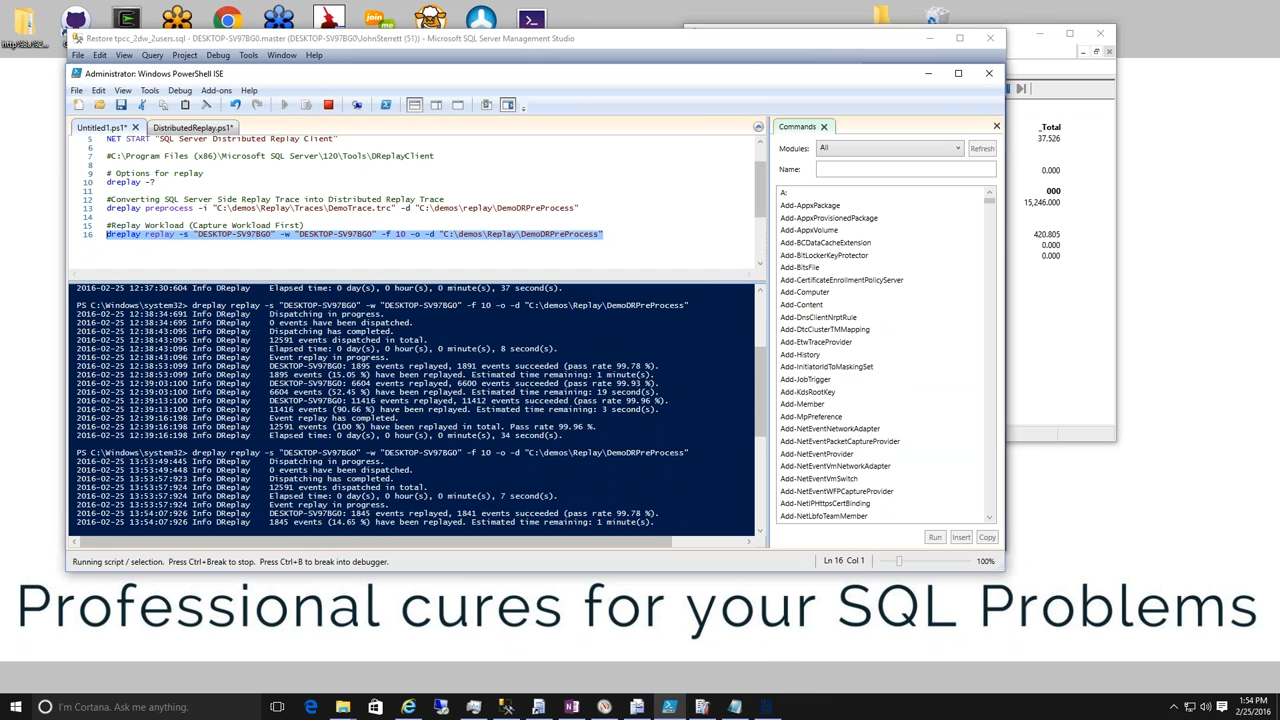 http://132...
join
me
Restore tpcc_2dw_2users.sql - DESKTOP-SV97BG0.master (DESKTOP-SV97BG0\JohnSterrett (51)) - Microsoft SQL Server Management Studio
File Edit View Query Project Debug Tools Window Help
Administrator: Windows PowerShell ISE
File Edit View Tools Debug Add-ons Help
Untitled1.ps1* DistributedReplay.ps1*
5 NET START "SQL Server Distributed Replay Client"
6
7 #C:\Program Files (x86)\Microsoft SQL Server\120\Tools\DReplayClient
8
9 # Options for replay
10 dreplay -?
11
12 #Converting SQL Server Side Replay Trace into Distributed Replay Trace
13 dreplay preprocess -i "C:\demos\Replay\Traces\DemoTrace.trc" -d "C:\demos\replay\DemoDRPreProcess"
14
15 #Replay Workload (Capture Workload First)
16 dreplay replay -s "DESKTOP-SV97BG0" -w "DESKTOP-SV97BG0" -f 10 -o -d "C:\demos\Replay\DemoDRPreProcess"
2016-02-25 12:37:30:604 Info DReplay Elapsed time: 0 day(s), 0 hour(s), 0 minute(s), 37 second(s).
PS C:\Windows\system32> dreplay replay -s "DESKTOP-SV97BG0" -w "DESKTOP-SV97BG0" -f 10 -o -d "C:\demos\Replay\DemoDRPreProcess"
2016-02-25 12:38:34:691 Info DReplay Dispatching in progress.
2016-02-25 12:38:34:695 Info DReplay 0 events have been dispatched.
2016-02-25 12:38:43:095 Info DReplay Dispatching has completed.
2016-02-25 12:38:43:095 Info DReplay 12591 events dispatched in total.
2016-02-25 12:38:43:096 Info DReplay Elapsed time: 0 day(s), 0 hour(s), 0 minute(s), 8 second(s).
2016-02-25 12:38:43:096 Info DReplay Event replay in progress.
2016-02-25 12:38:53:099 Info DReplay DESKTOP-SV97BG0: 1895 events replayed, 1891 events succeeded (pass rate 99.78 %).
2016-02-25 12:38:53:099 Info DReplay 1895 events (15.05 %) have been replayed. Estimated time remaining: 1 minute(s).
2016-02-25 12:39:03:100 Info DReplay DESKTOP-SV97BG0: 6604 events replayed, 6600 events succeeded (pass rate 99.93 %).
2016-02-25 12:39:03:100 Info DReplay 6604 events (52.45 %) have been replayed. Estimated time remaining: 19 second(s).
2016-02-25 12:39:13:100 Info DReplay DESKTOP-SV97BG0: 11416 events replayed, 11412 events succeeded (pass rate 99.96 %).
2016-02-25 12:39:13:100 Info DReplay 11416 events (90.66 %) have been replayed. Estimated time remaining: 3 second(s).
2016-02-25 12:39:16:198 Info DReplay Event replay has completed.
2016-02-25 12:39:16:198 Info DReplay 12591 events (100 %) have been replayed in total. Pass rate 99.96 %.
2016-02-25 12:39:16:198 Info DReplay Elapsed time: 0 day(s), 0 hour(s), 0 minute(s), 34 second(s).
PS C:\Windows\system32> dreplay replay -s "DESKTOP-SV97BG0" -w "DESKTOP-SV97BG0" -f 10 -o -d "C:\demos\Replay\DemoDRPreProcess"
2016-02-25 13:53:49:445 Info DReplay Dispatching in progress.
2016-02-25 13:53:49:448 Info DReplay 0 events have been dispatched.
2016-02-25 13:53:57:924 Info DReplay Dispatching has completed.
2016-02-25 13:53:57:924 Info DReplay 12591 events dispatched in total.
2016-02-25 13:53:57:924 Info DReplay Elapsed time: 0 day(s), 0 hour(s), 0 minute(s), 7 second(s).
2016-02-25 13:53:57:924 Info DReplay Event replay in progress.
2016-02-25 13:54:07:926 Info DReplay DESKTOP-SV97BG0: 1845 events replayed, 1841 events succeeded (pass rate 99.78 %).
2016-02-25 13:54:07:926 Info DReplay 1845 events (14.65 %) have been replayed. Estimated time remaining: 1 minute(s).
Commands
Modules: All Refresh
Name:
A:
Add-AppxPackage
Add-AppxProvisionedPackage
Add-AppxVolume
Add-BCDataCacheExtension
Add-BitLockerKeyProtector
Add-BitsFile
Add-CertificateEnrollmentPolicyServer
Add-Computer
Add-Content
Add-DnsClientNrptRule
Add-DtcClusterTMMapping
Add-EtwTraceProvider
Add-History
Add-InitiatorIdToMaskingSet
Add-JobTrigger
Add-KdsRootKey
Add-Member
Add-MpPreference
Add-NetEventNetworkAdapter
Add-NetEventPacketCaptureProvider
Add-NetEventProvider
Add-NetEventVmNetworkAdapter
Add-NetEventVmSwitch
Add-NetEventWFPCaptureProvider
Add-NetIPHttpsCertBinding
Add-NetLbfoTeamMember
Run Insert Copy
_Total
37.526
0.000
000
15,246.000
420.805
0.000
0.000
Running script / selection. Press Ctrl+Break to stop. Press Ctrl+B to break into debugger.
Ln 16 Col 1
100%
Professional cures for your SQL Problems
I'm Cortana. Ask me anything.
1:54 PM
2/25/2016